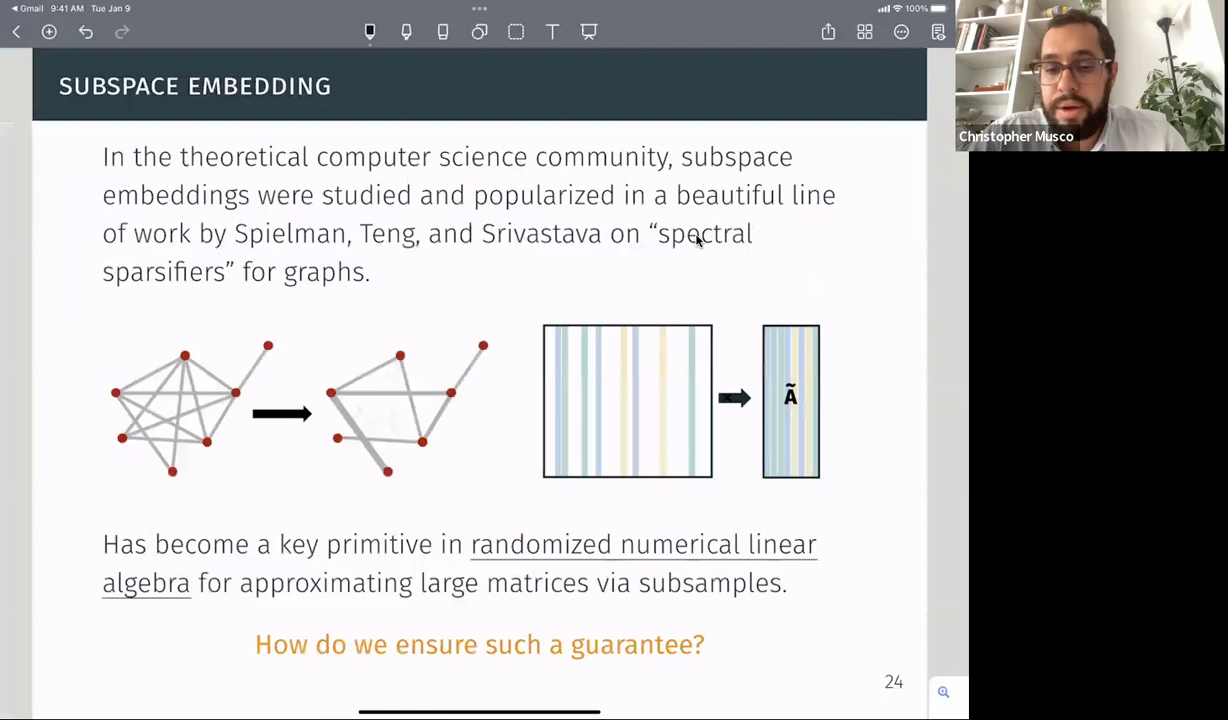 Gmail 9:41 AM Tue Jan 9
100%
SUBSPACE EMBEDDING
Christopher Musco
In the theoretical computer science community, subspace
embeddings were studied and popularized in a beautiful line
of work by Spielman, Teng, and Srivastava on “spectral
sparsifiers” for graphs.
Ã
Has become a key primitive in randomized numerical linear
algebra for approximating large matrices via subsamples.
How do we ensure such a guarantee?
24